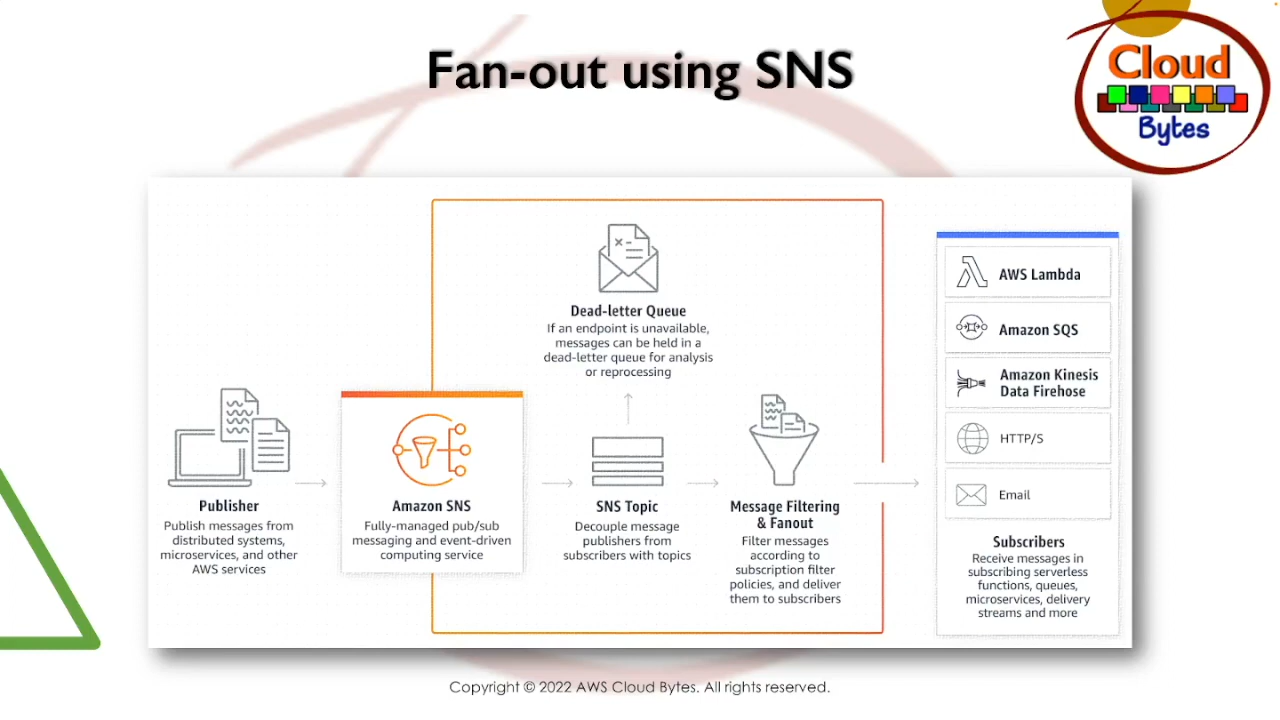 Fan-out using SNS
Cloud
Bytes
Dead-letter Queue
If an endpoint is unavailable,
messages can be held in a
dead-letter queue for analysis
or reprocessing
Publisher
Publish messages from
distributed systems,
microservices, and other
AWS services
Amazon SNS
Fully-managed pub/sub
messaging and event-driven
computing service
SNS Topic
Decouple message
publishers from
subscribers with topics
Message Filtering
& Fanout
Filter messages
according to
subscription filter
policies, and deliver
them to subscribers
AWS Lambda
Amazon SQS
Amazon Kinesis
Data Firehose
HTTP/S
Email
Subscribers
Receive messages in
subscribing serverless
functions, queues,
microservices, delivery
streams and more
Copyright © 2022 AWS Cloud Bytes. All rights reserved.